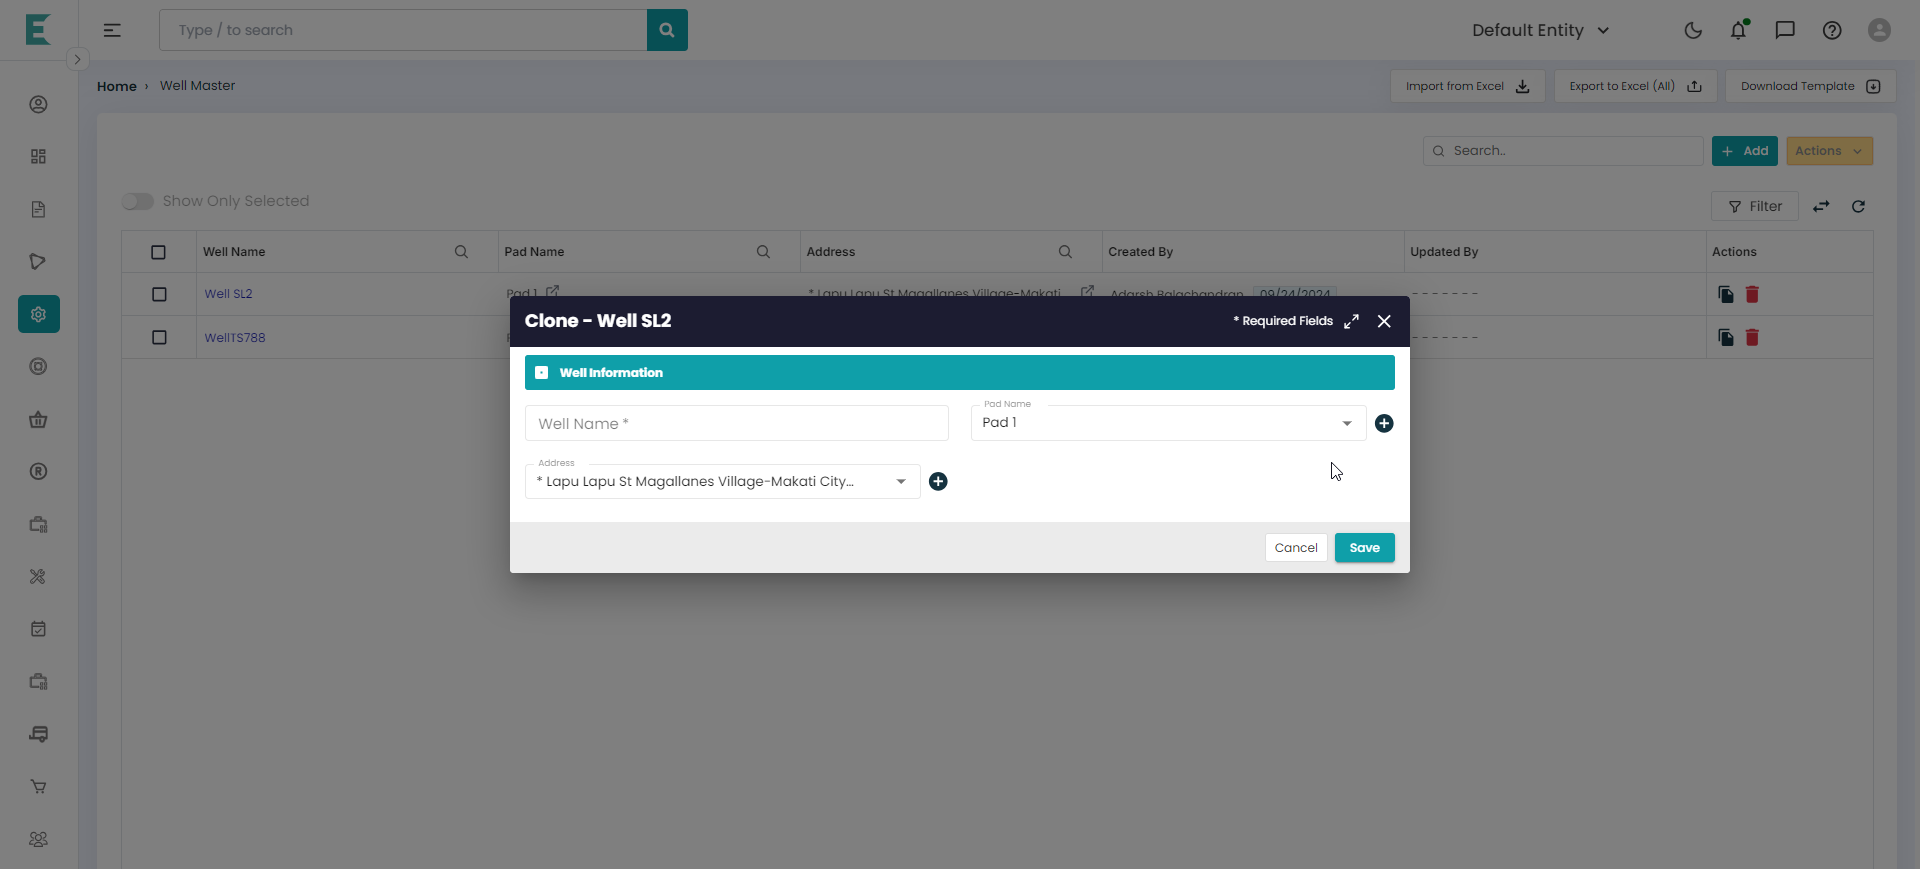 Type / to search
Default Entity
Home › Well Master
Import from Excel
Export to Excel (All)
Download Template
Search..
+ Add
Actions
Show Only Selected
Filter
Well Name
Pad Name
Address
Created By
Updated By
Actions
Well SL2
Pad 1
* Lapu Lapu St Magallanes Village-Makati
Adarsh Balachandran
09/24/2024
-------
WellTS788
-------
Clone - Well SL2
* Required Fields
Well Information
Well Name *
Pad Name
Pad 1
Address
* Lapu Lapu St Magallanes Village-Makati City...
Cancel
Save